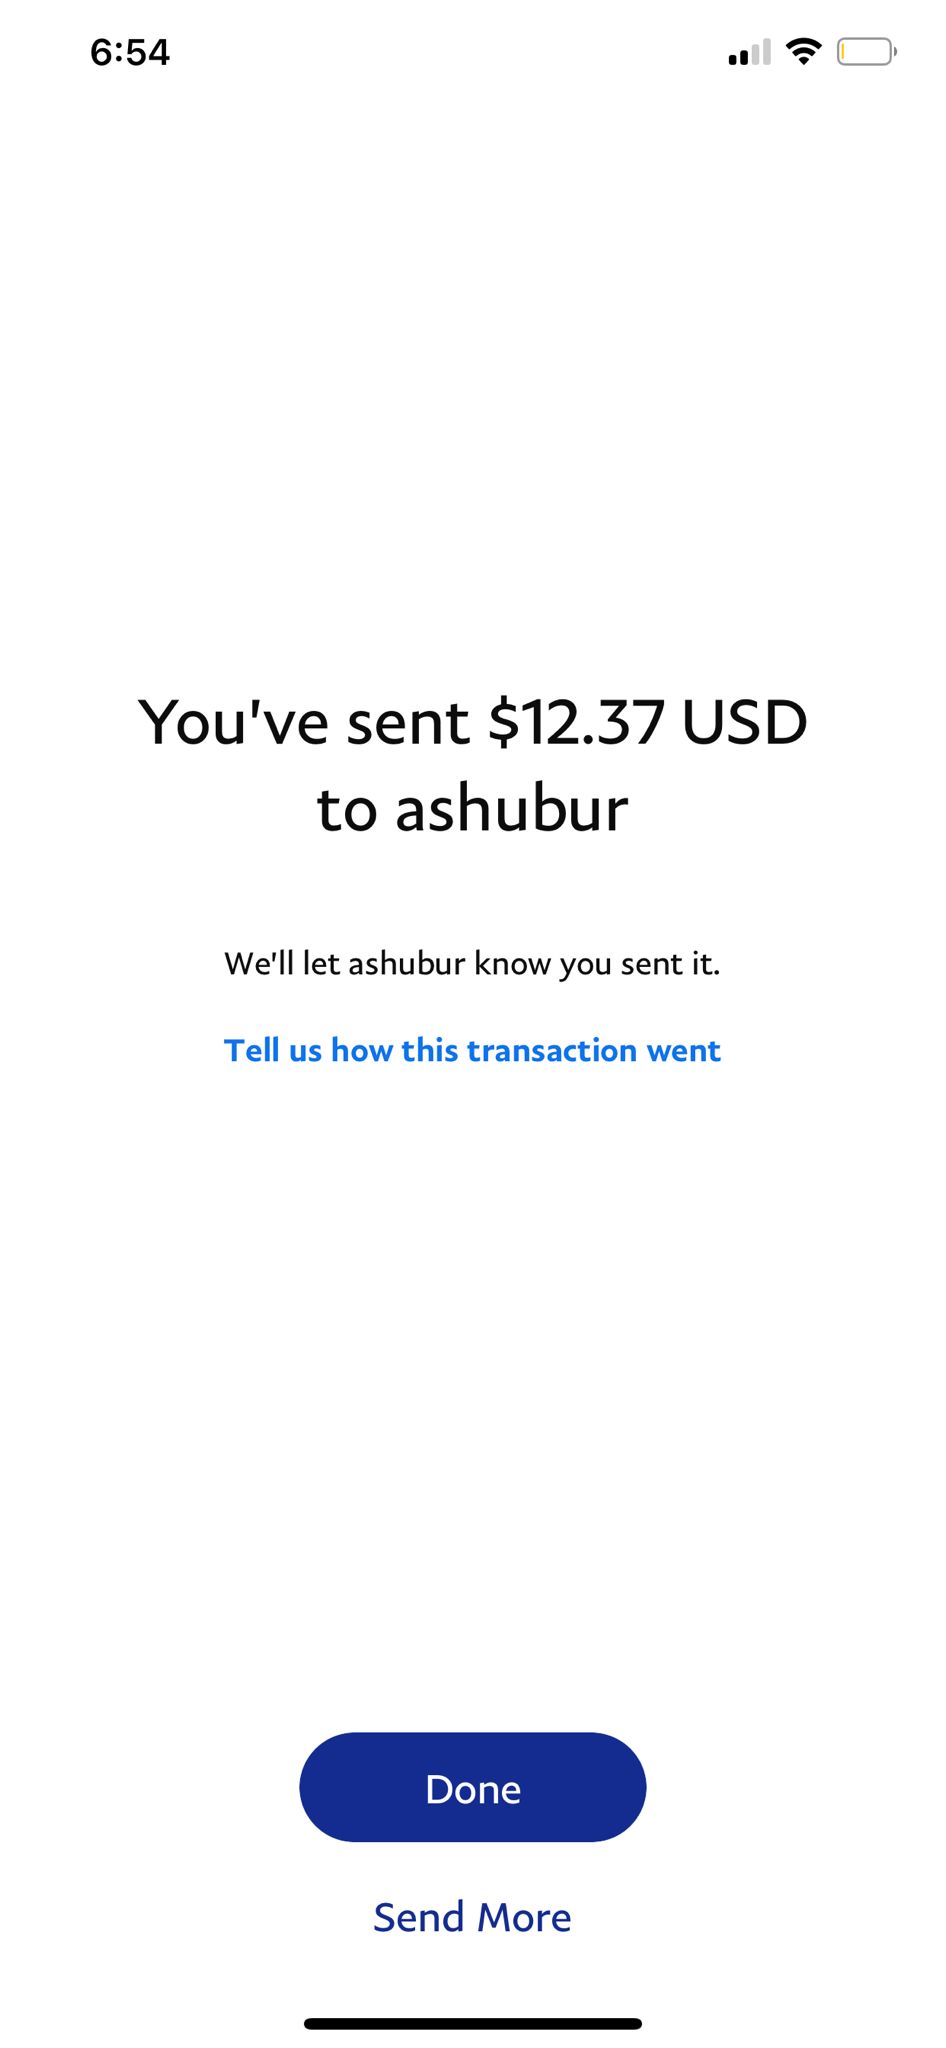 6:54
You've sent $12.37 USD
to ashubur
We'll let ashubur know you sent it.
Tell us how this transaction went
Done
Send More